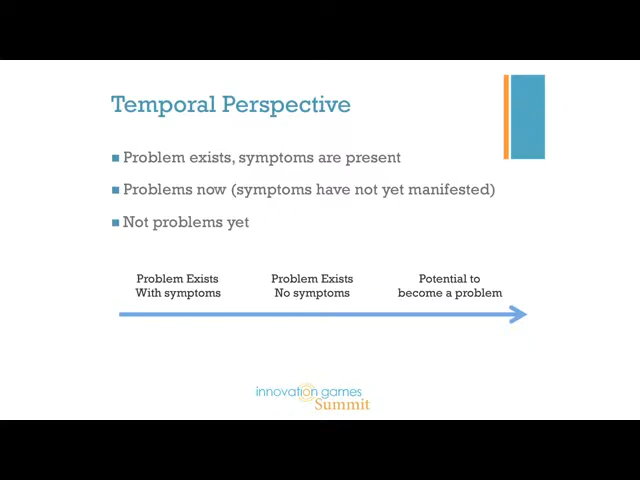 Temporal Perspective
Problem exists, symptoms are present
Problems now (symptoms have not yet manifested)
Not problems yet
Problem Exists
With symptoms
Problem Exists
No symptoms
Potential to
become a problem
innovation games
Summit